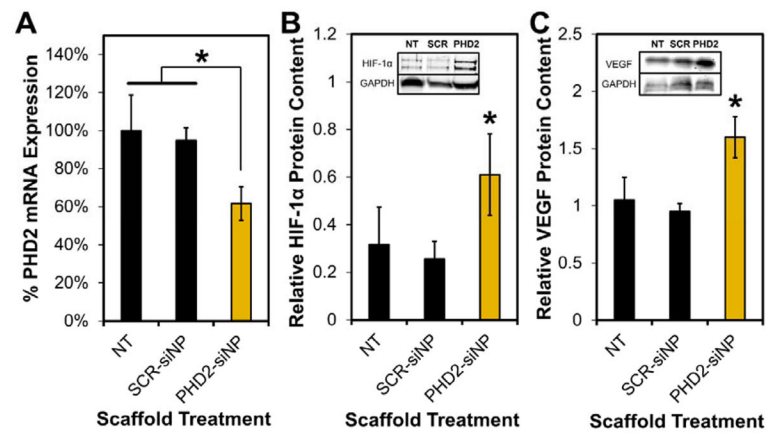 A
% PHD2 mRNA Expression
140%
120%
100%
80%
60%
40%
20%
0%
*
NT
SCR-siNP
PHD2-siNP
Scaffold Treatment
B
Relative HIF-1α Protein Content
1.2
1
0.8
0.6
0.4
0.2
0
NT SCR PHD2
HIF-1α
GAPDH
*
NT
SCR-siNP
PHD2-siNP
Scaffold Treatment
C
Relative VEGF Protein Content
2.5
2
1.5
1
0.5
0
NT SCR PHD2
VEGF
GAPDH
*
NT
SCR-siNP
PHD2-siNP
Scaffold Treatment